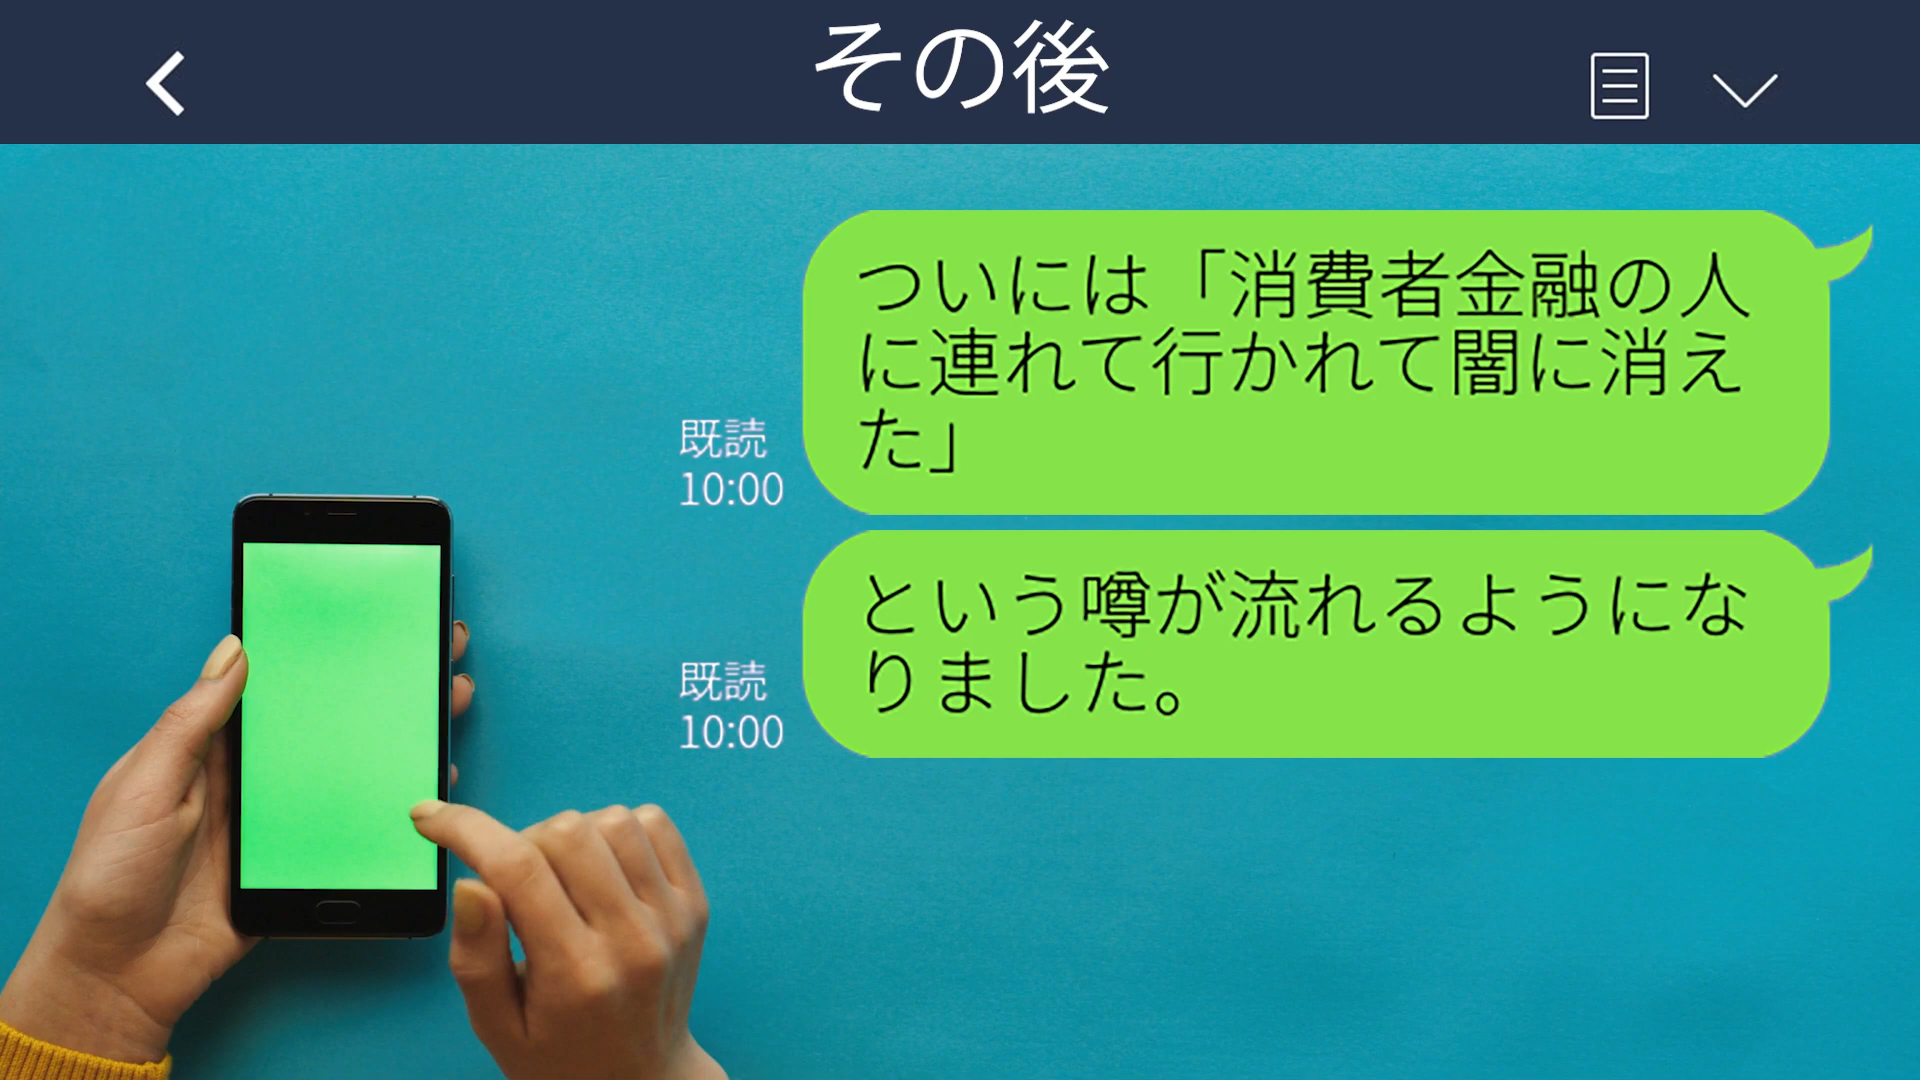 その後
ついには「消費者金融の人
に連れて行かれて闇に消え
た」
既読
10:00
という噂が流れるようにな
りました。
既読
10:00